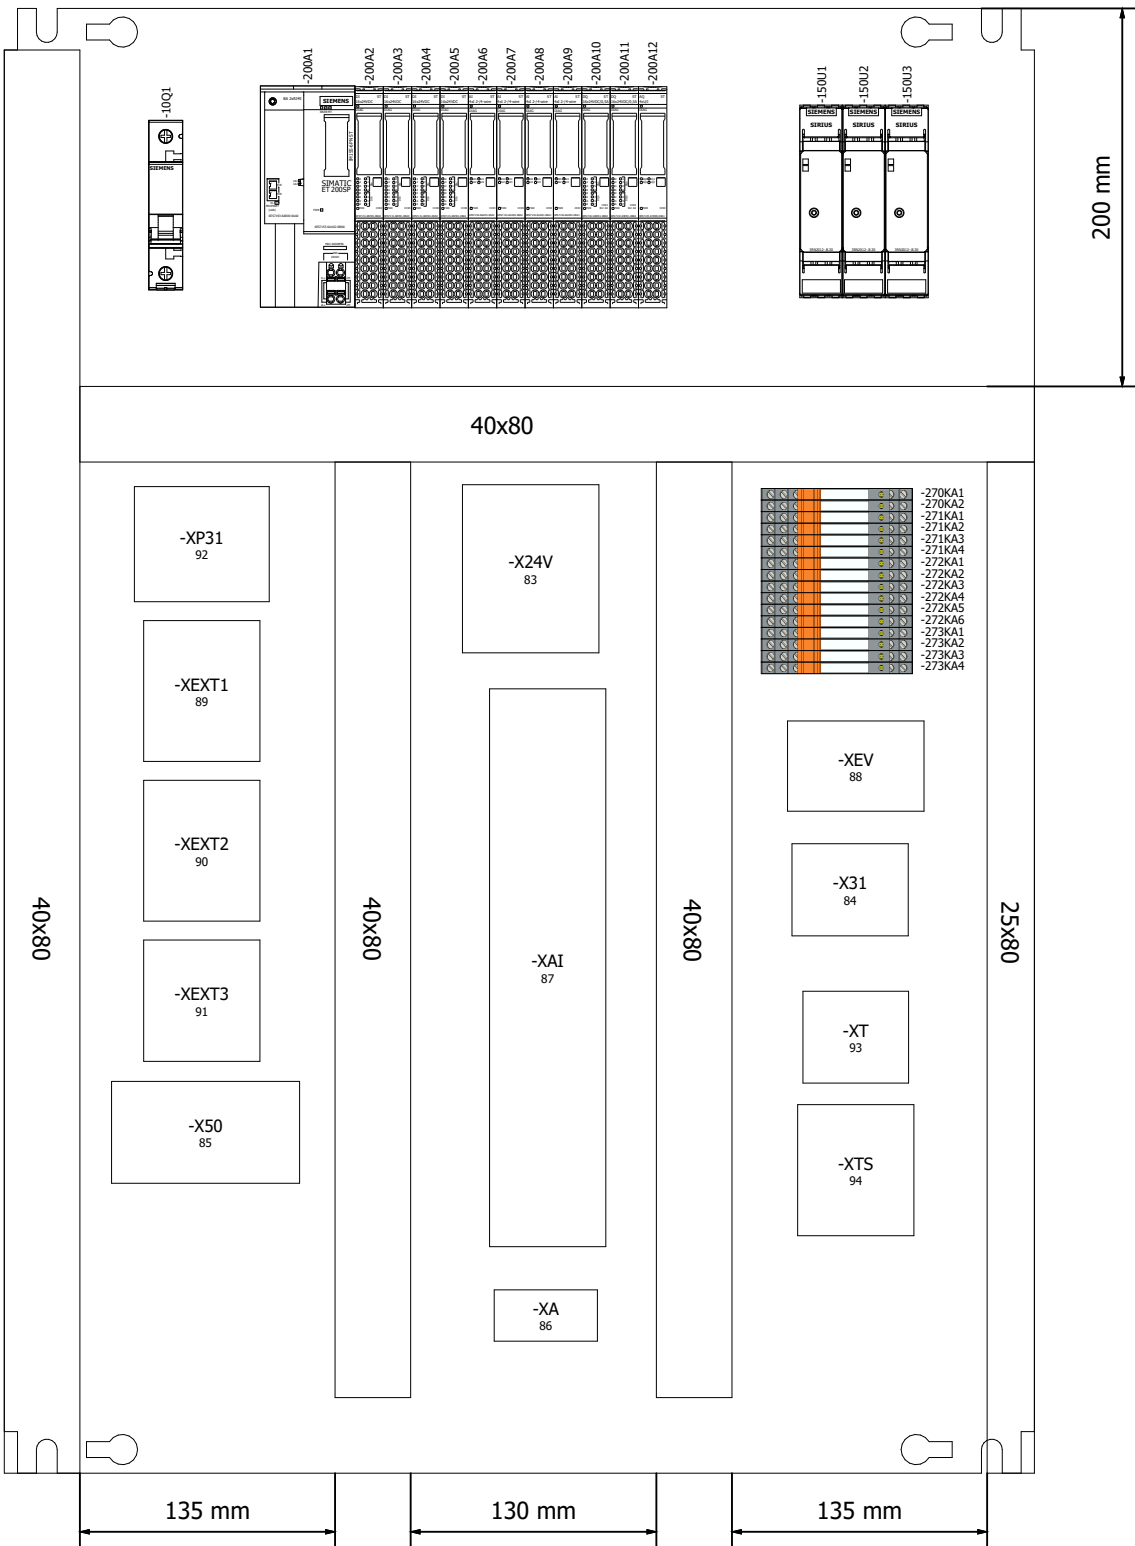 -10Q1
-200A1
-200A2
-200A3
-200A4
-200A5
-200A6
-200A7
-200A8
-200A9
-200A10
-200A11
-200A12
-150U1
-150U2
-150U3
SIEMENS
SIEMENS
SIMATIC
ET 200SP
SIEMENS
SIEMENS
SIEMENS
SIRIUS
SIRIUS
SIRIUS
200 mm
40x80
-XP31
92
-XEXT1
89
-XEXT2
90
-XEXT3
91
-X50
85
-X24V
83
-XAI
87
-XA
86
-270KA1
-270KA2
-271KA1
-271KA2
-271KA3
-271KA4
-272KA1
-272KA2
-272KA3
-272KA4
-272KA5
-272KA6
-273KA1
-273KA2
-273KA3
-273KA4
-XEV
88
-X31
84
-XT
93
-XTS
94
40x80
40x80
40x80
25x80
135 mm
130 mm
135 mm